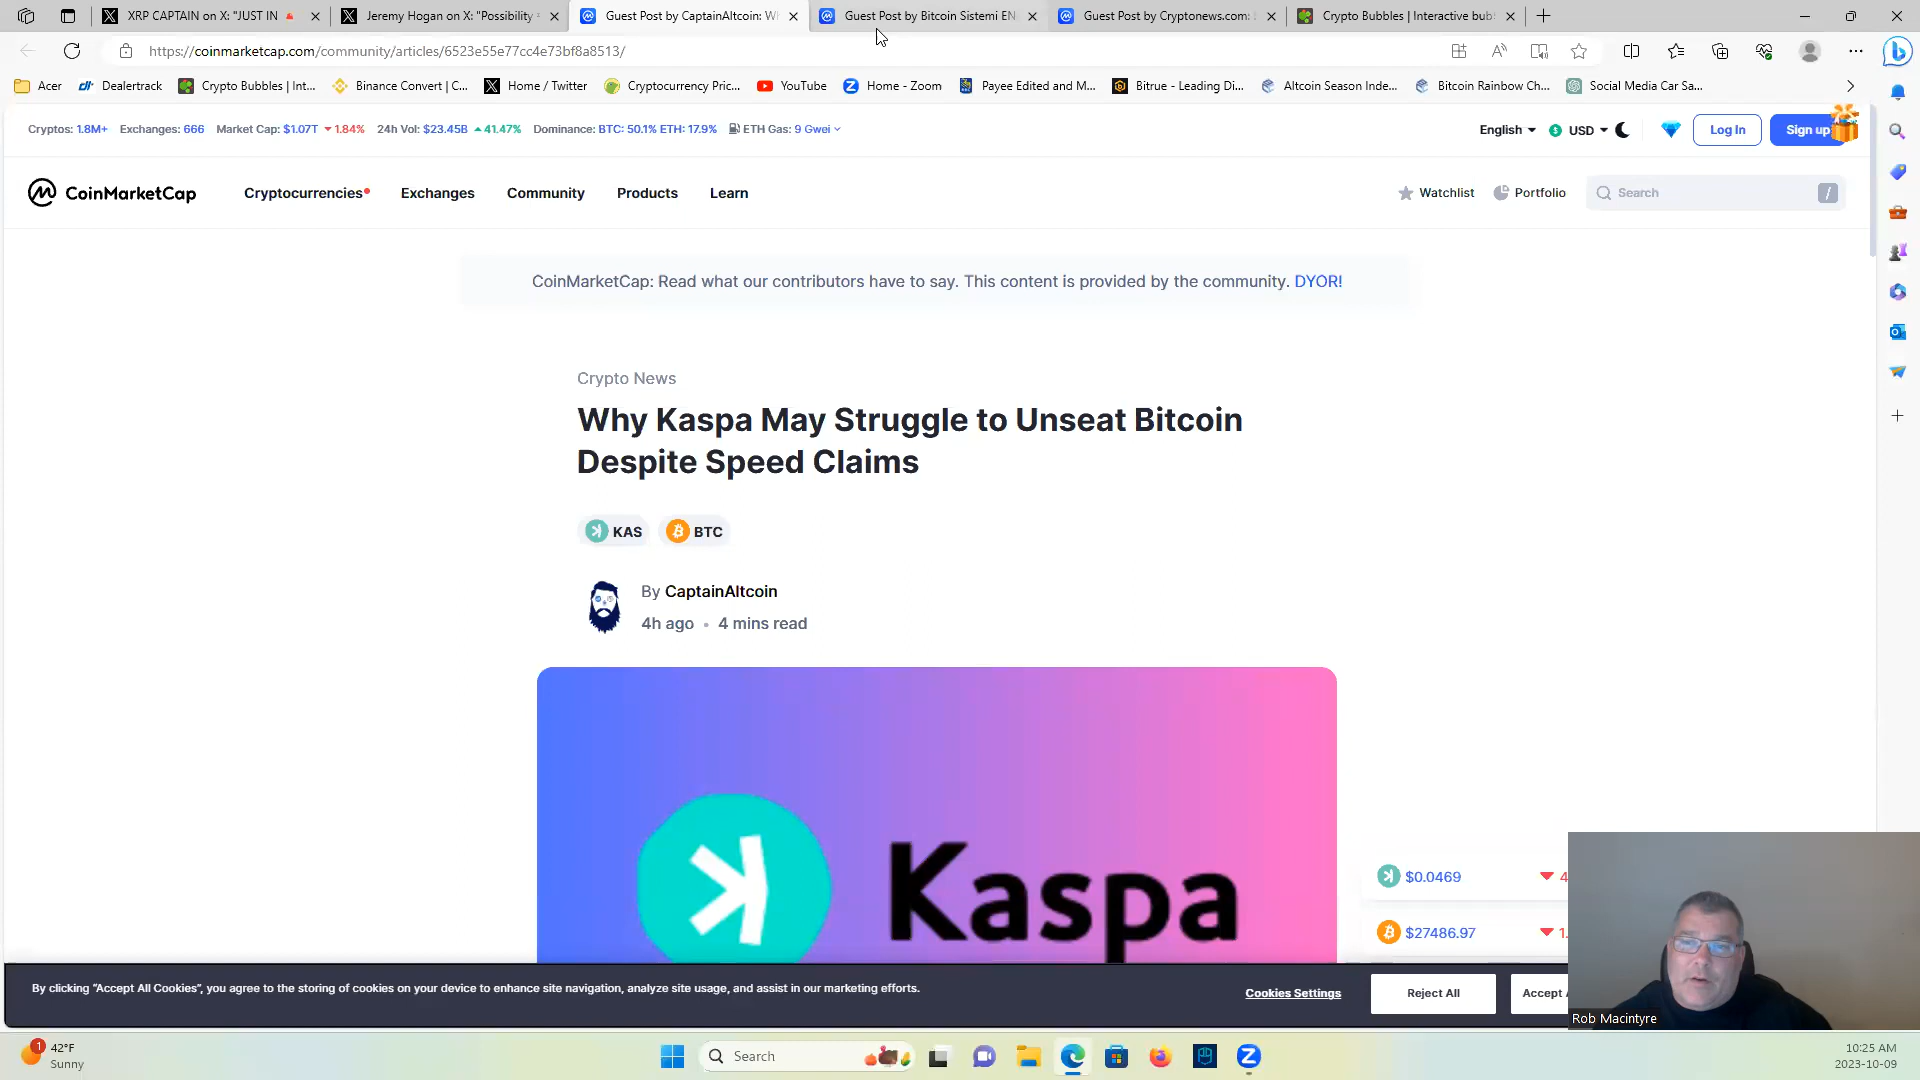 XRP CAPTAIN on X: "JUST IN
Jeremy Hogan on X: "Possibility
Guest Post by CaptainAltcoin: W
Guest Post by Bitcoin Sistemi EN
Guest Post by Cryptonews.com:
Crypto Bubbles | Interactive bub
https://coinmarketcap.com/community/articles/6523e55e77cc4e73bf8a8513/
Acer
Dealertrack
Crypto Bubbles | Int...
Binance Convert | C...
Home / Twitter
Cryptocurrency Pric...
YouTube
Home - Zoom
Payee Edited and M...
Bitrue - Leading Di...
Altcoin Season Inde...
Bitcoin Rainbow Ch...
Social Media Car Sa...
Cryptos: 1.8M+ Exchanges: 666 Market Cap: $1.07T 1.84% 24h Vol: $23.45B 41.47% Dominance: BTC: 50.1% ETH: 17.9% ETH Gas: 9 Gwei
English USD Log In Sign up
CoinMarketCap
Cryptocurrencies Exchanges Community Products Learn
Watchlist Portfolio Search /
CoinMarketCap: Read what our contributors have to say. This content is provided by the community. DYOR!
Crypto News
Why Kaspa May Struggle to Unseat Bitcoin
Despite Speed Claims
KAS BTC
By CaptainAltcoin
4h ago • 4 mins read
Kaspa
$0.0469 4
$27486.97 1.
By clicking “Accept All Cookies”, you agree to the storing of cookies on your device to enhance site navigation, analyze site usage, and assist in our marketing efforts.
Cookies Settings Reject All Accept
Rob Macintyre
1
42°F
Sunny
Search
10:25 AM
2023-10-09